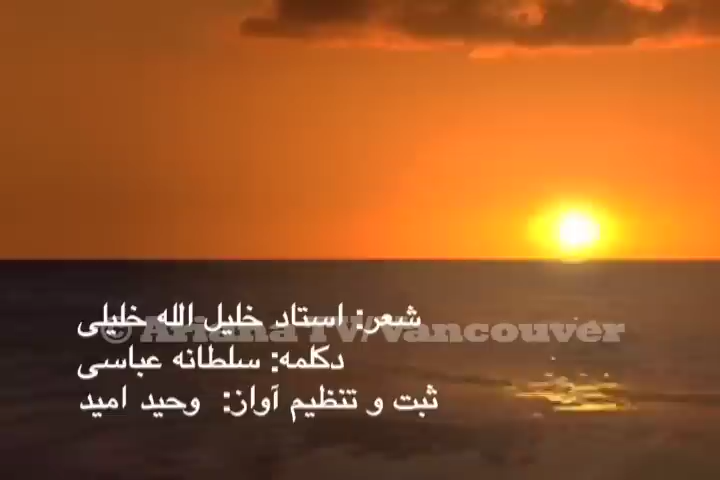 شعر: استاد خلیل الله خلیلی
© Ariana TV/vancouver
دکلمه: سلطانه عباسی
ثبت و تنظیم آواز: وحید امید